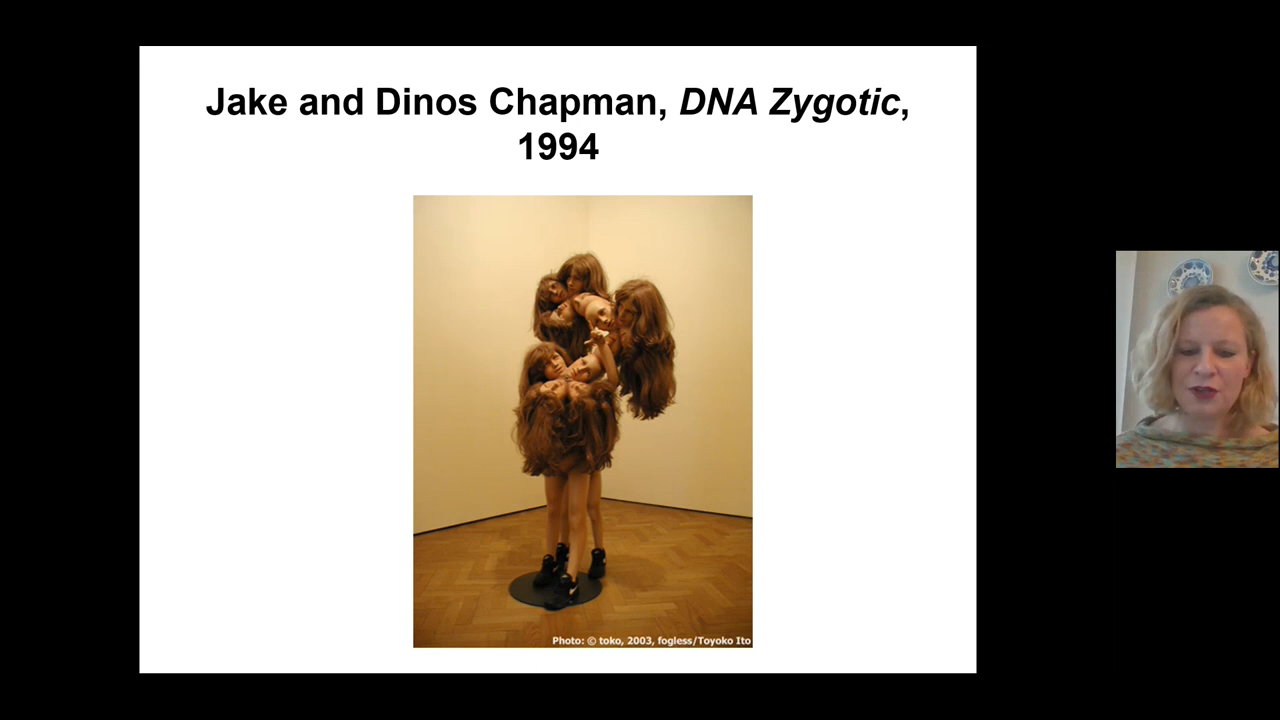 Jake and Dinos Chapman, DNA Zygotic,
1994
Photo: © toko, 2003, fogless/Toyoko Ito